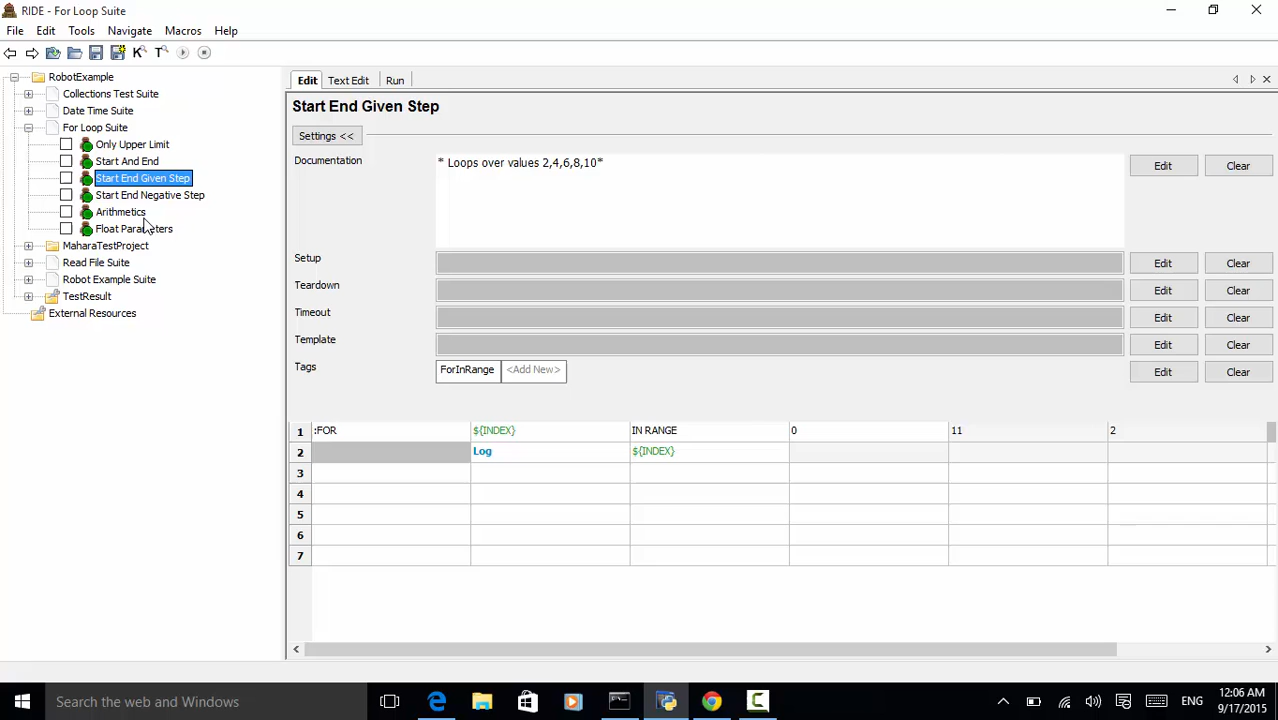 RIDE - For Loop Suite
File Edit Tools Navigate Macros Help
K T
RobotExample
Collections Test Suite
Date Time Suite
For Loop Suite
Only Upper Limit
Start And End
Start End Given Step
Start End Negative Step
Arithmetics
Float Parameters
MaharaTestProject
Read File Suite
Robot Example Suite
TestResult
External Resources
Edit Text Edit Run
Start End Given Step
Settings <<
Documentation * Loops over values 2,4,6,8,10* Edit Clear
Setup Edit Clear
Teardown Edit Clear
Timeout Edit Clear
Template Edit Clear
Tags ForInRange <Add New> Edit Clear
1 :FOR ${INDEX} IN RANGE 0 11 2
2 Log ${INDEX}
3
4
5
6
7
Search the web and Windows
ENG
12:06 AM
9/17/2015